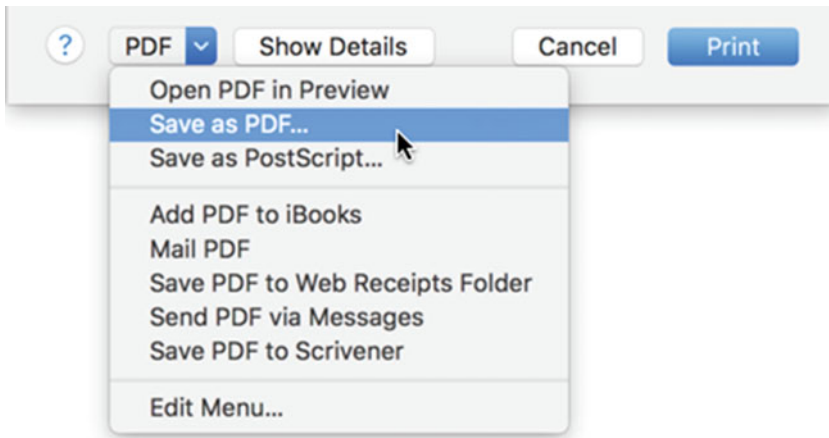 ? PDF Show Details Cancel Print
Open PDF in Preview
Save as PDF...
Save as PostScript...
Add PDF to iBooks
Mail PDF
Save PDF to Web Receipts Folder
Send PDF via Messages
Save PDF to Scrivener
Edit Menu...